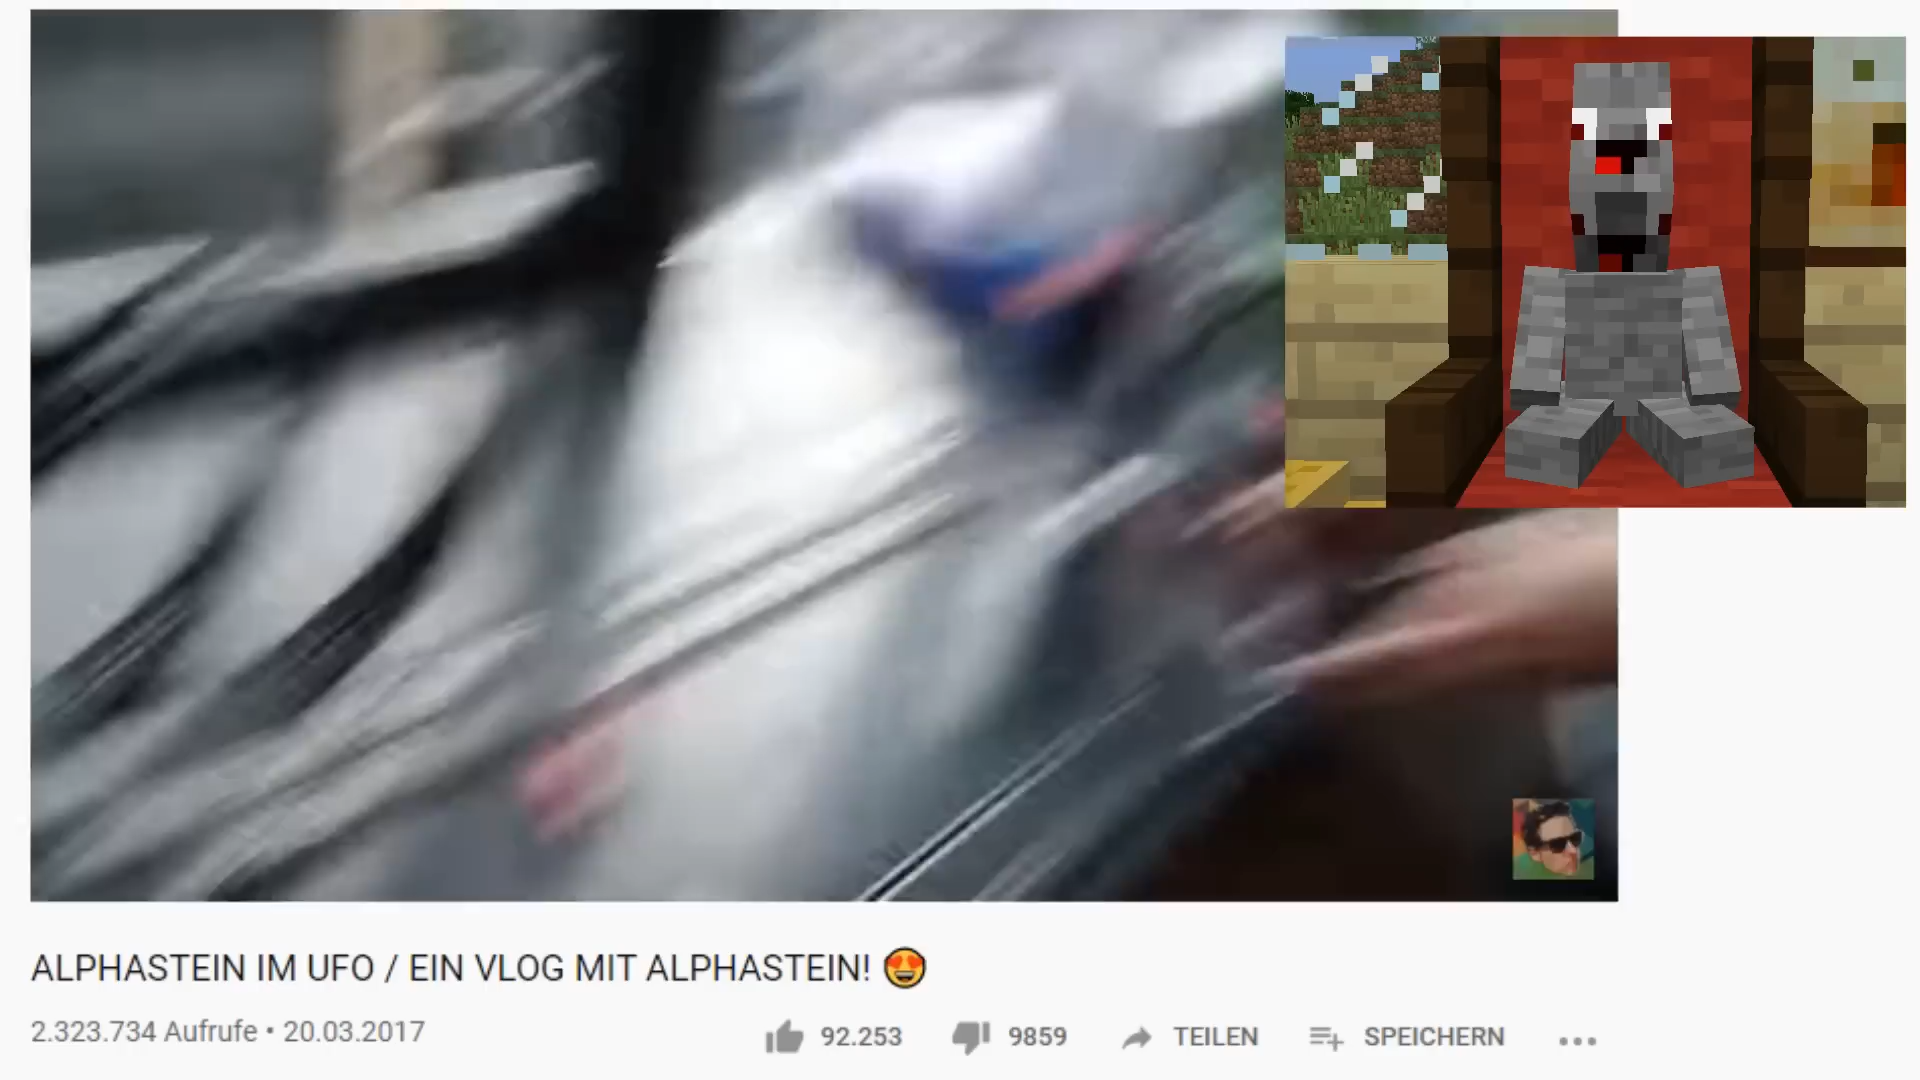 ALPHASTEIN IM UFO / EIN VLOG MIT ALPHASTEIN! 😍
2.323.734 Aufrufe • 20.03.2017
92.253
9859
TEILEN
SPEICHERN